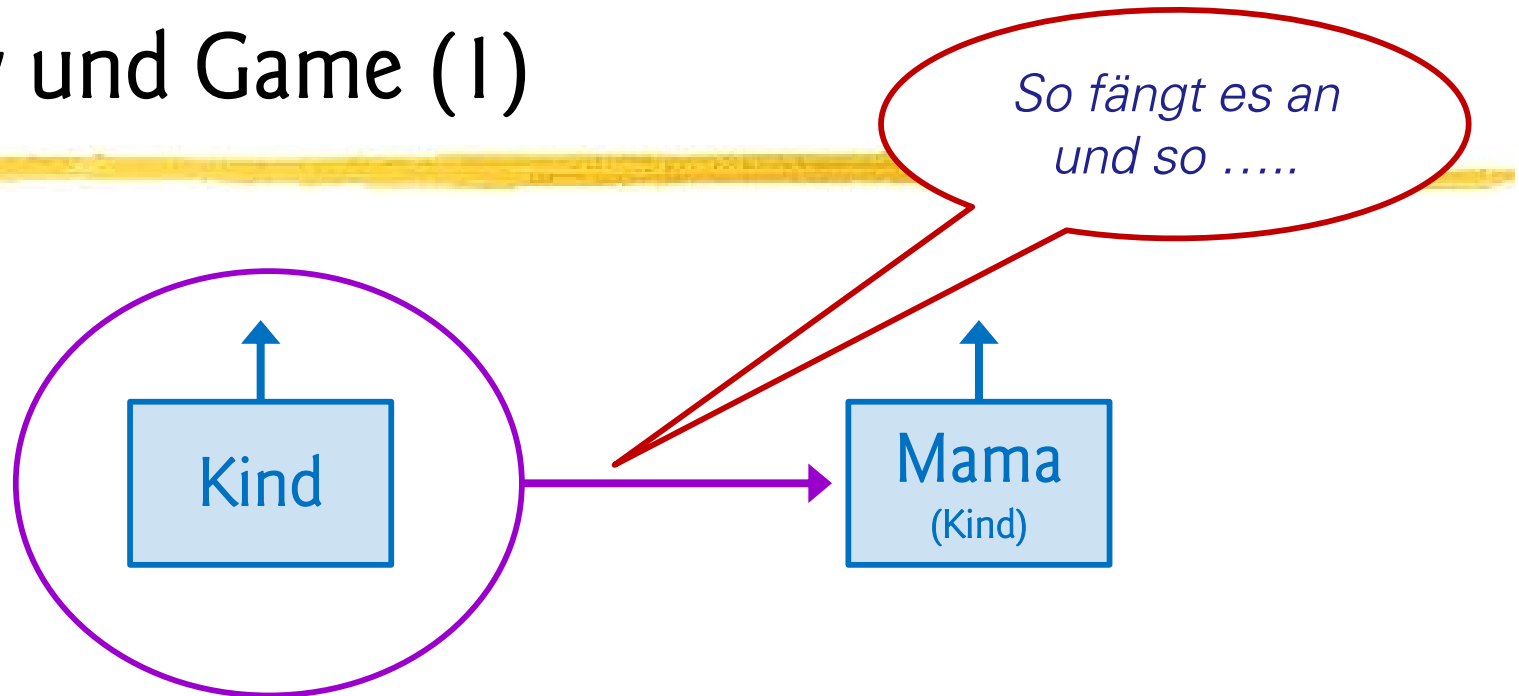 und Game (1)
So fängt es an
und so .....
Kind
Mama
(Kind)